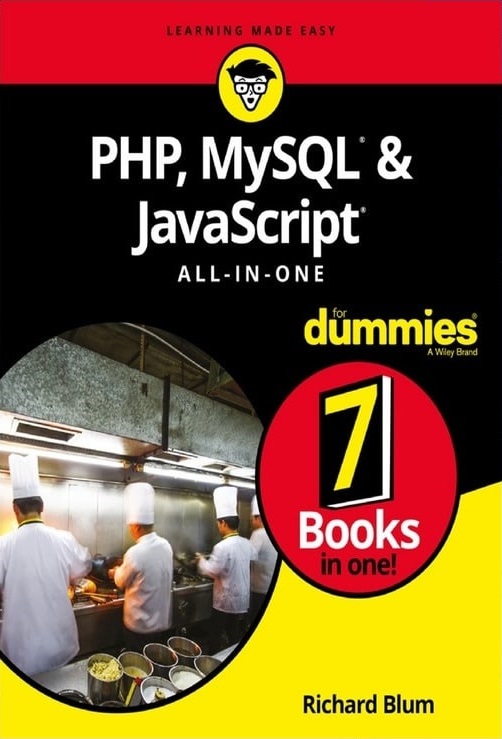 LEARNING MADE EASY
PHP, MySQL® &
JavaScript®
ALL-IN-ONE
for
dummies®
A Wiley Brand
7
Books
in one!
Richard Blum